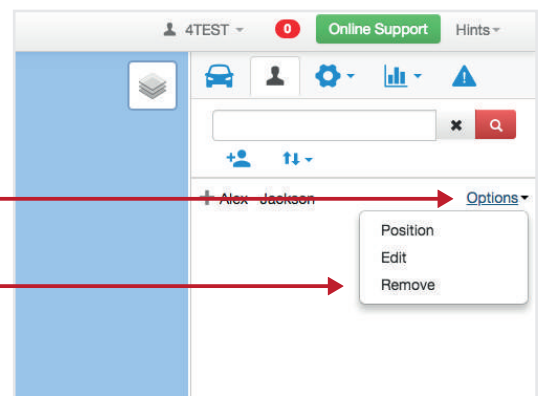 4TEST 0 Online Support Hints
Alex Jackson Options
Position
Edit
Remove